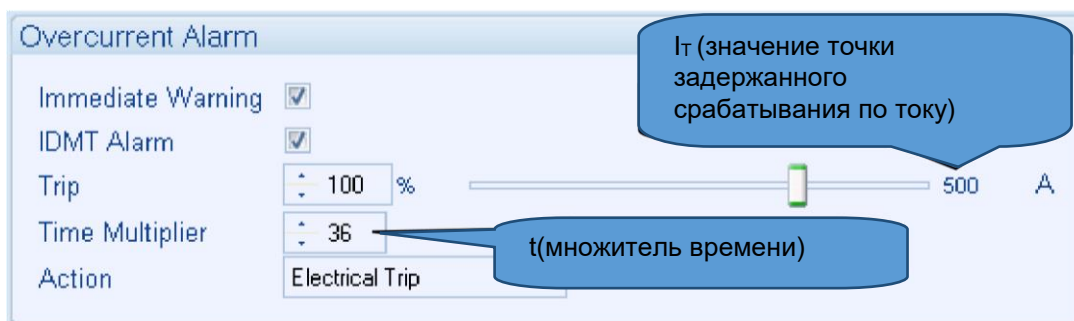 Overcurrent Alarm
Iт (значение точки
задержанного
срабатывания по току)
Immediate Warning
IDMT Alarm
Trip 100 % 500 A
Time Multiplier 36
t(множитель времени)
Action Electrical Trip